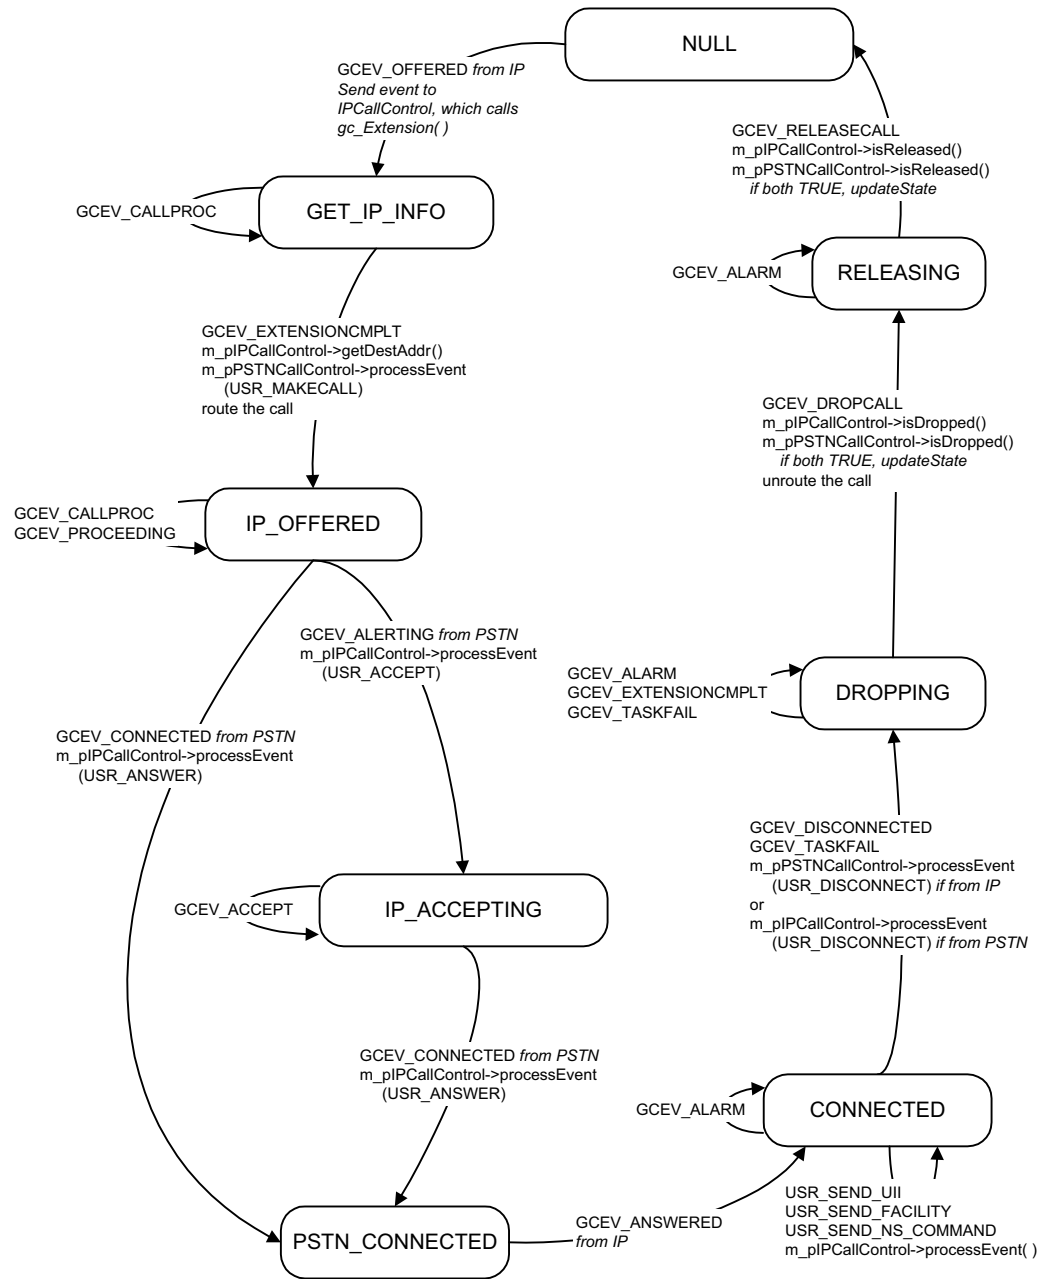 NULL
GCEV_OFFERED from IP
Send event to
IPCallControl, which calls
gc_Extension( )
GCEV_RELEASECALL
m_pIPCallControl->isReleased()
m_pPSTNCallControl->isReleased()
if both TRUE, updateState
GCEV_CALLPROC
GET_IP_INFO
GCEV_ALARM
RELEASING
GCEV_EXTENSIONCMPLT
m_pIPCallControl->getDestAddr()
m_pPSTNCallControl->processEvent
(USR_MAKECALL)
route the call
GCEV_DROPCALL
m_pIPCallControl->isDropped()
m_pPSTNCallControl->isDropped()
if both TRUE, updateState
unroute the call
GCEV_CALLPROC
GCEV_PROCEEDING
IP_OFFERED
GCEV_ALERTING from PSTN
m_pIPCallControl->processEvent
(USR_ACCEPT)
GCEV_ALARM
GCEV_EXTENSIONCMPLT
GCEV_TASKFAIL
DROPPING
GCEV_CONNECTED from PSTN
m_pIPCallControl->processEvent
(USR_ANSWER)
GCEV_DISCONNECTED
GCEV_TASKFAIL
m_pPSTNCallControl->processEvent
(USR_DISCONNECT) if from IP
or
m_pIPCallControl->processEvent
(USR_DISCONNECT) if from PSTN
GCEV_ACCEPT
IP_ACCEPTING
GCEV_CONNECTED from PSTN
m_pIPCallControl->processEvent
(USR_ANSWER)
GCEV_ALARM
CONNECTED
USR_SEND_UII
USR_SEND_FACILITY
USR_SEND_NS_COMMAND
m_pIPCallControl->processEvent( )
GCEV_ANSWERED
from IP
PSTN_CONNECTED